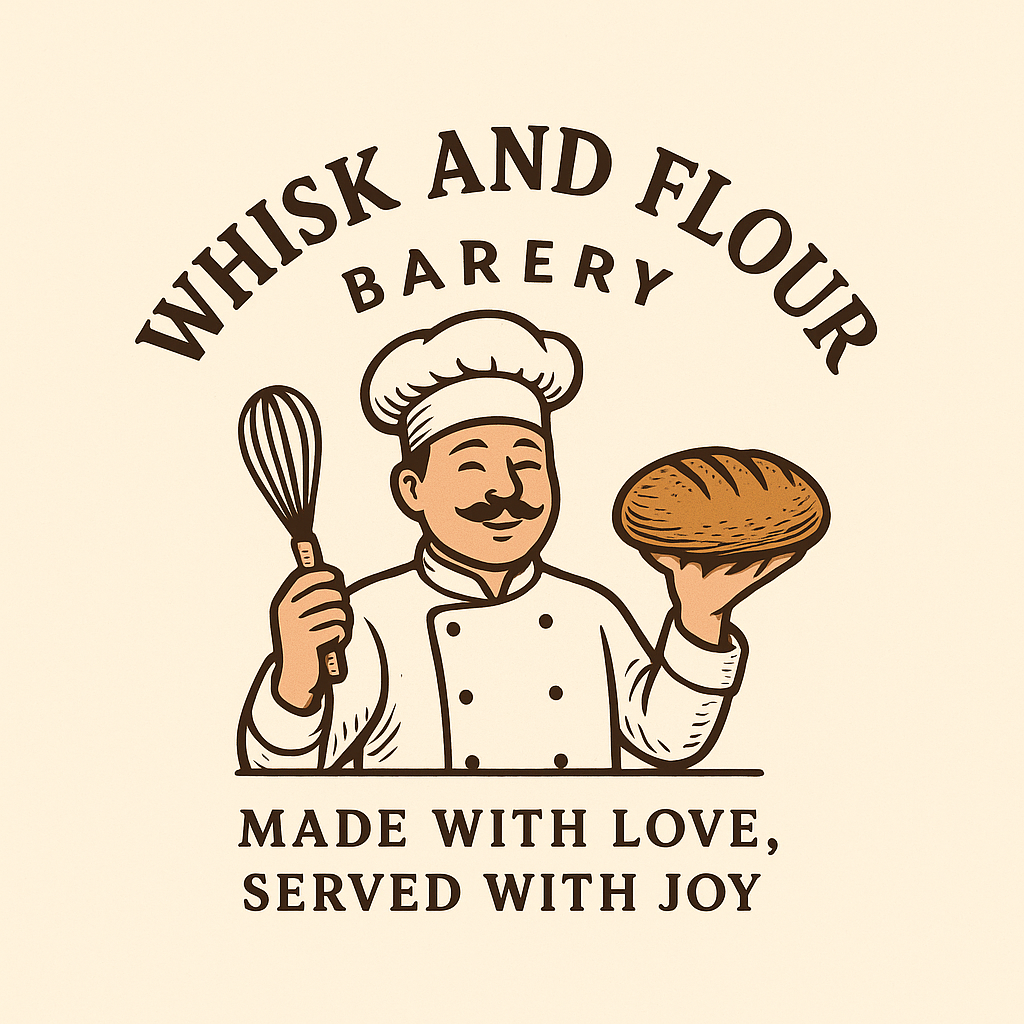 WHISK AND FLOUR
BARERY
MADE WITH LOVE,
SERVED WITH JOY